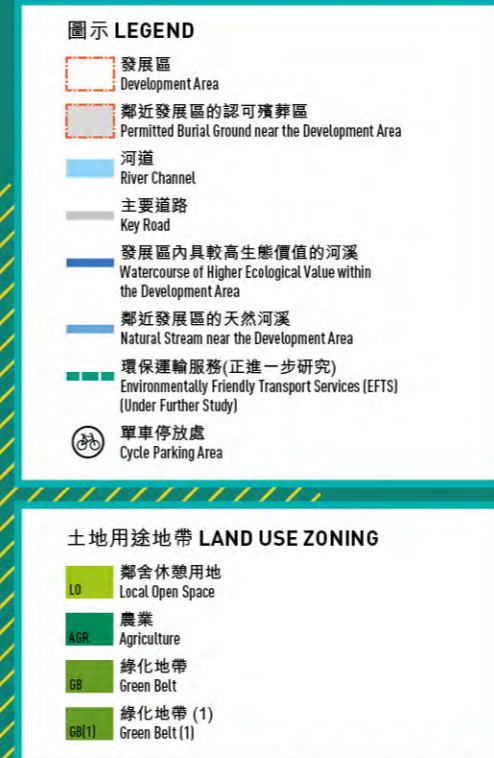 圖示 LEGEND
發展區
Development Area
鄰近發展區的認可殯葬區
Permitted Burial Ground near the Development Area
河道
River Channel
主要道路
Key Road
發展區內具較高生態價值的河溪
Watercourse of Higher Ecological Value within
the Development Area
鄰近發展區的天然河溪
Natural Stream near the Development Area
環保運輸服務(正進一步研究)
Environmentally Friendly Transport Services (EFTS)
(Under Further Study)
單車停放處
Cycle Parking Area
土地用途地帶 LAND USE ZONING
鄰舍休憩用地
LO Local Open Space
農業
AGR Agriculture
綠化地帶
GB Green Belt
綠化地帶 (1)
GB(1) Green Belt (1)